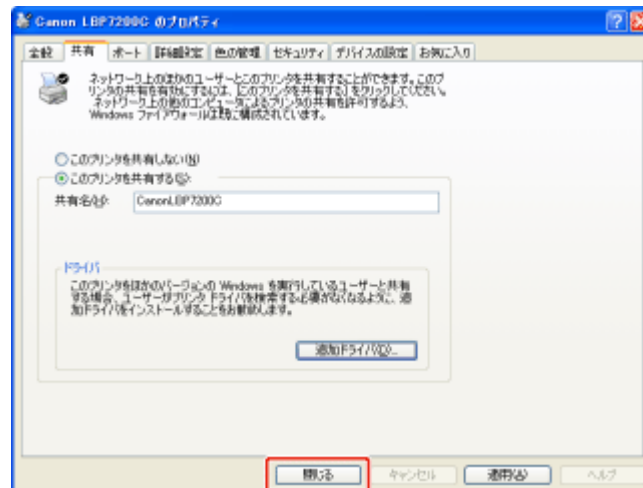 Canon LBP7200C のプロパティ
全般 共有 ポート 詳細設定 色の管理 セキュリティ デバイスの設定 お気に入り
ネットワーク上のほかのユーザーとこのプリンタを共有することができます。このプ
リンタの共有を有効にするには、[このプリンタを共有する] をクリックしてください。
ネットワーク上の他のコンピュータによるプリンタの共有を許可するよう、
Windows ファイアウォールは既に構成されています。
このプリンタを共有しない(N)
このプリンタを共有する(S):
共有名(H): CanonLBP7200C
ドライバ
このプリンタをほかのバージョンの Windows を実行しているユーザーと共有
する場合、ユーザーがプリンタ ドライバを検索する必要がなくなるように、追
加ドライバをインストールすることをお勧めします。
追加ドライバ(D)...
閉じる キャンセル 適用(A) ヘルプ